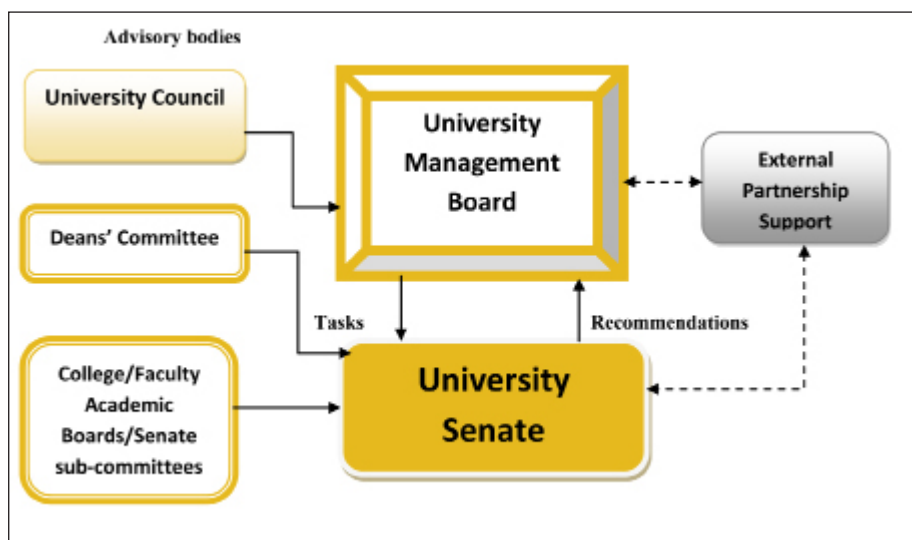 Advisory bodies
University Council
University
Management
Board
External
Partnership
Support
Deans' Committee
Tasks
Recommendations
College/Faculty
Academic
Boards/Senate
sub-committees
University
Senate